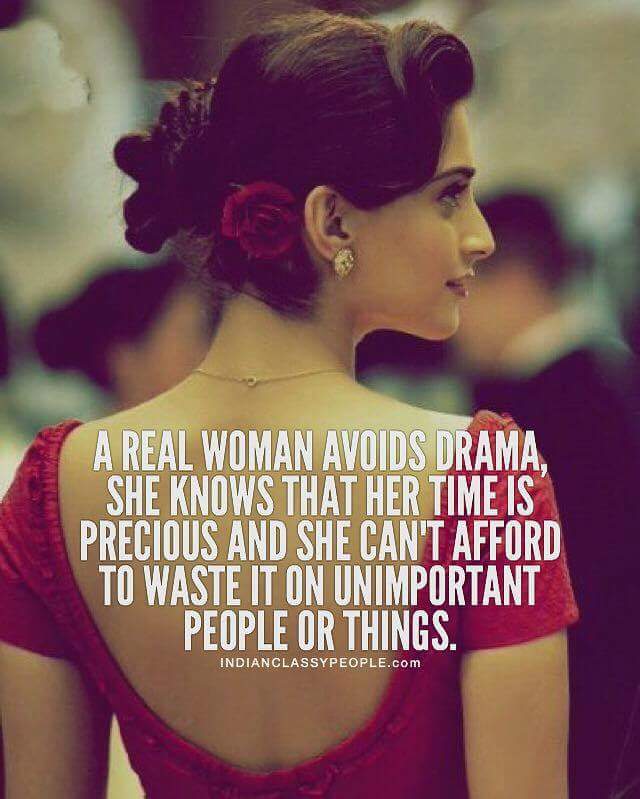 A REAL WOMAN AVOIDS DRAMA,
SHE KNOWS THAT HER TIME IS
PRECIOUS AND SHE CAN'T AFFORD
TO WASTE IT ON UNIMPORTANT
PEOPLE OR THINGS.
INDIANCLASSYPEOPLE.com